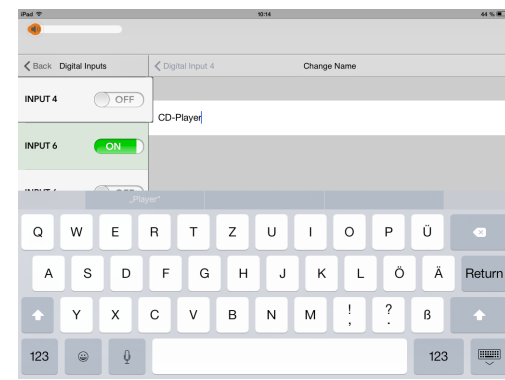 iPad 10:14 44 %
Back Digital Inputs Digital Input 4 Change Name
INPUT 4 OFF
CD-Player
INPUT 6 ON
„Player“
Q W E R T Z U I O P Ü
A S D F G H J K L Ö Ä Return
Y X C V B N M ! , ? . ß
123 123